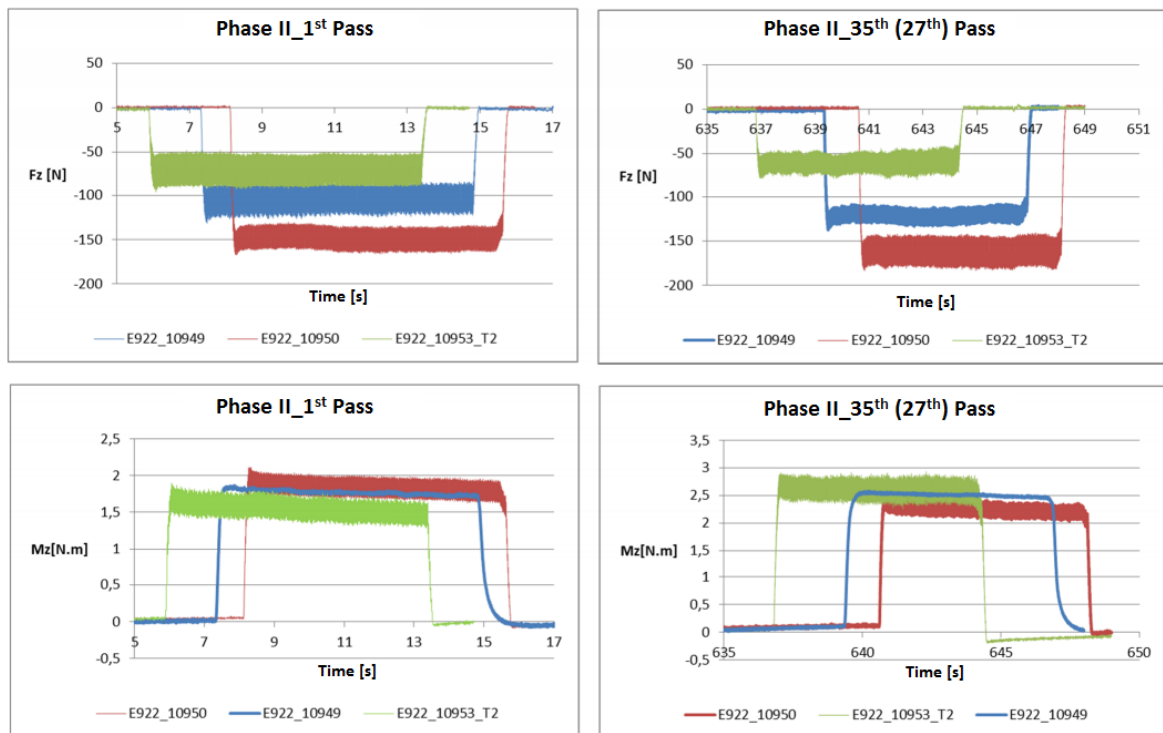 Phase II_1st Pass
50
0
-50
-100
-150
-200
5 7 9 11 13 15 17
Fz [N]
Time [s]
E922_10949 E922_10950 E922_10953_T2
Phase II_35th (27th) Pass
50
0
-50
-100
-150
-200
635 637 639 641 643 645 647 649 651
Fz [N]
Time [s]
E922_10949 E922_10950 E922_10953_T2
Phase II_1st Pass
2,5
2
1,5
1
0,5
0
-0,5
5 7 9 11 13 15 17
Mz[N.m]
Time [s]
E922_10950 E922_10949 E922_10953_T2
Phase II_35th (27th) Pass
3,5
3
2,5
2
1,5
1
0,5
0
-0,5
635 640 645 650
Mz[N.m]
Time [s]
E922_10950 E922_10953_T2 E922_10949